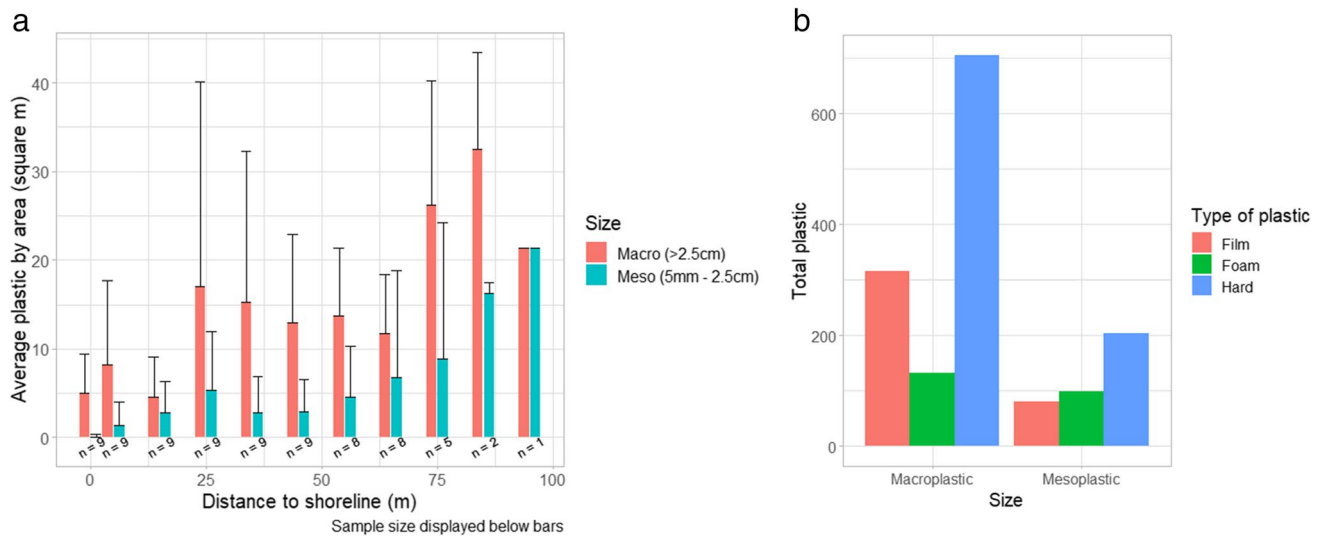 a
Average plastic by area (square m)
40
30
20
10
0
n = 9
n = 9
n = 9
n = 9
n = 9
n = 9
n = 8
n = 8
n = 5
n = 2
n = 1
0
25
50
75
100
Distance to shoreline (m)
Sample size displayed below bars
Size
Macro (>2.5cm)
Meso (5mm - 2.5cm)
b
Total plastic
600
400
200
0
Macroplastic
Mesoplastic
Size
Type of plastic
Film
Foam
Hard